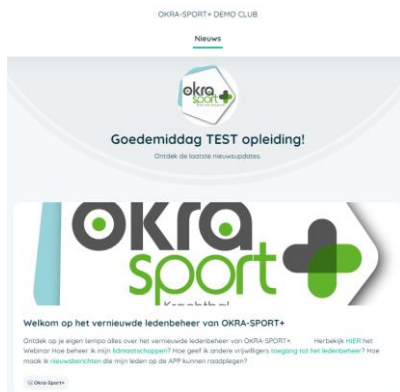 OKRA-SPORT+ DEMO CLUB
Nieuws
okra
sport
Goedemiddag TEST opleiding!
Ontdek de laatste nieuwsupdates.
okra
sport
Welkom op het vernieuwde ledenbeheer van OKRA-SPORT+
Ontdek op je eigen tempo alles over het vernieuwde ledenbeheer van OKRA-SPORT+. Herbekijk HIER het
Webinar Hoe beheer ik mijn lidmaatschappen? Hoe geef ik andere vrijwilligers toegang tot het ledenbeheer? Hoe
maak ik nieuwsberichten die mijn leden op de APP kunnen raadplegen?
Okra-Sport+